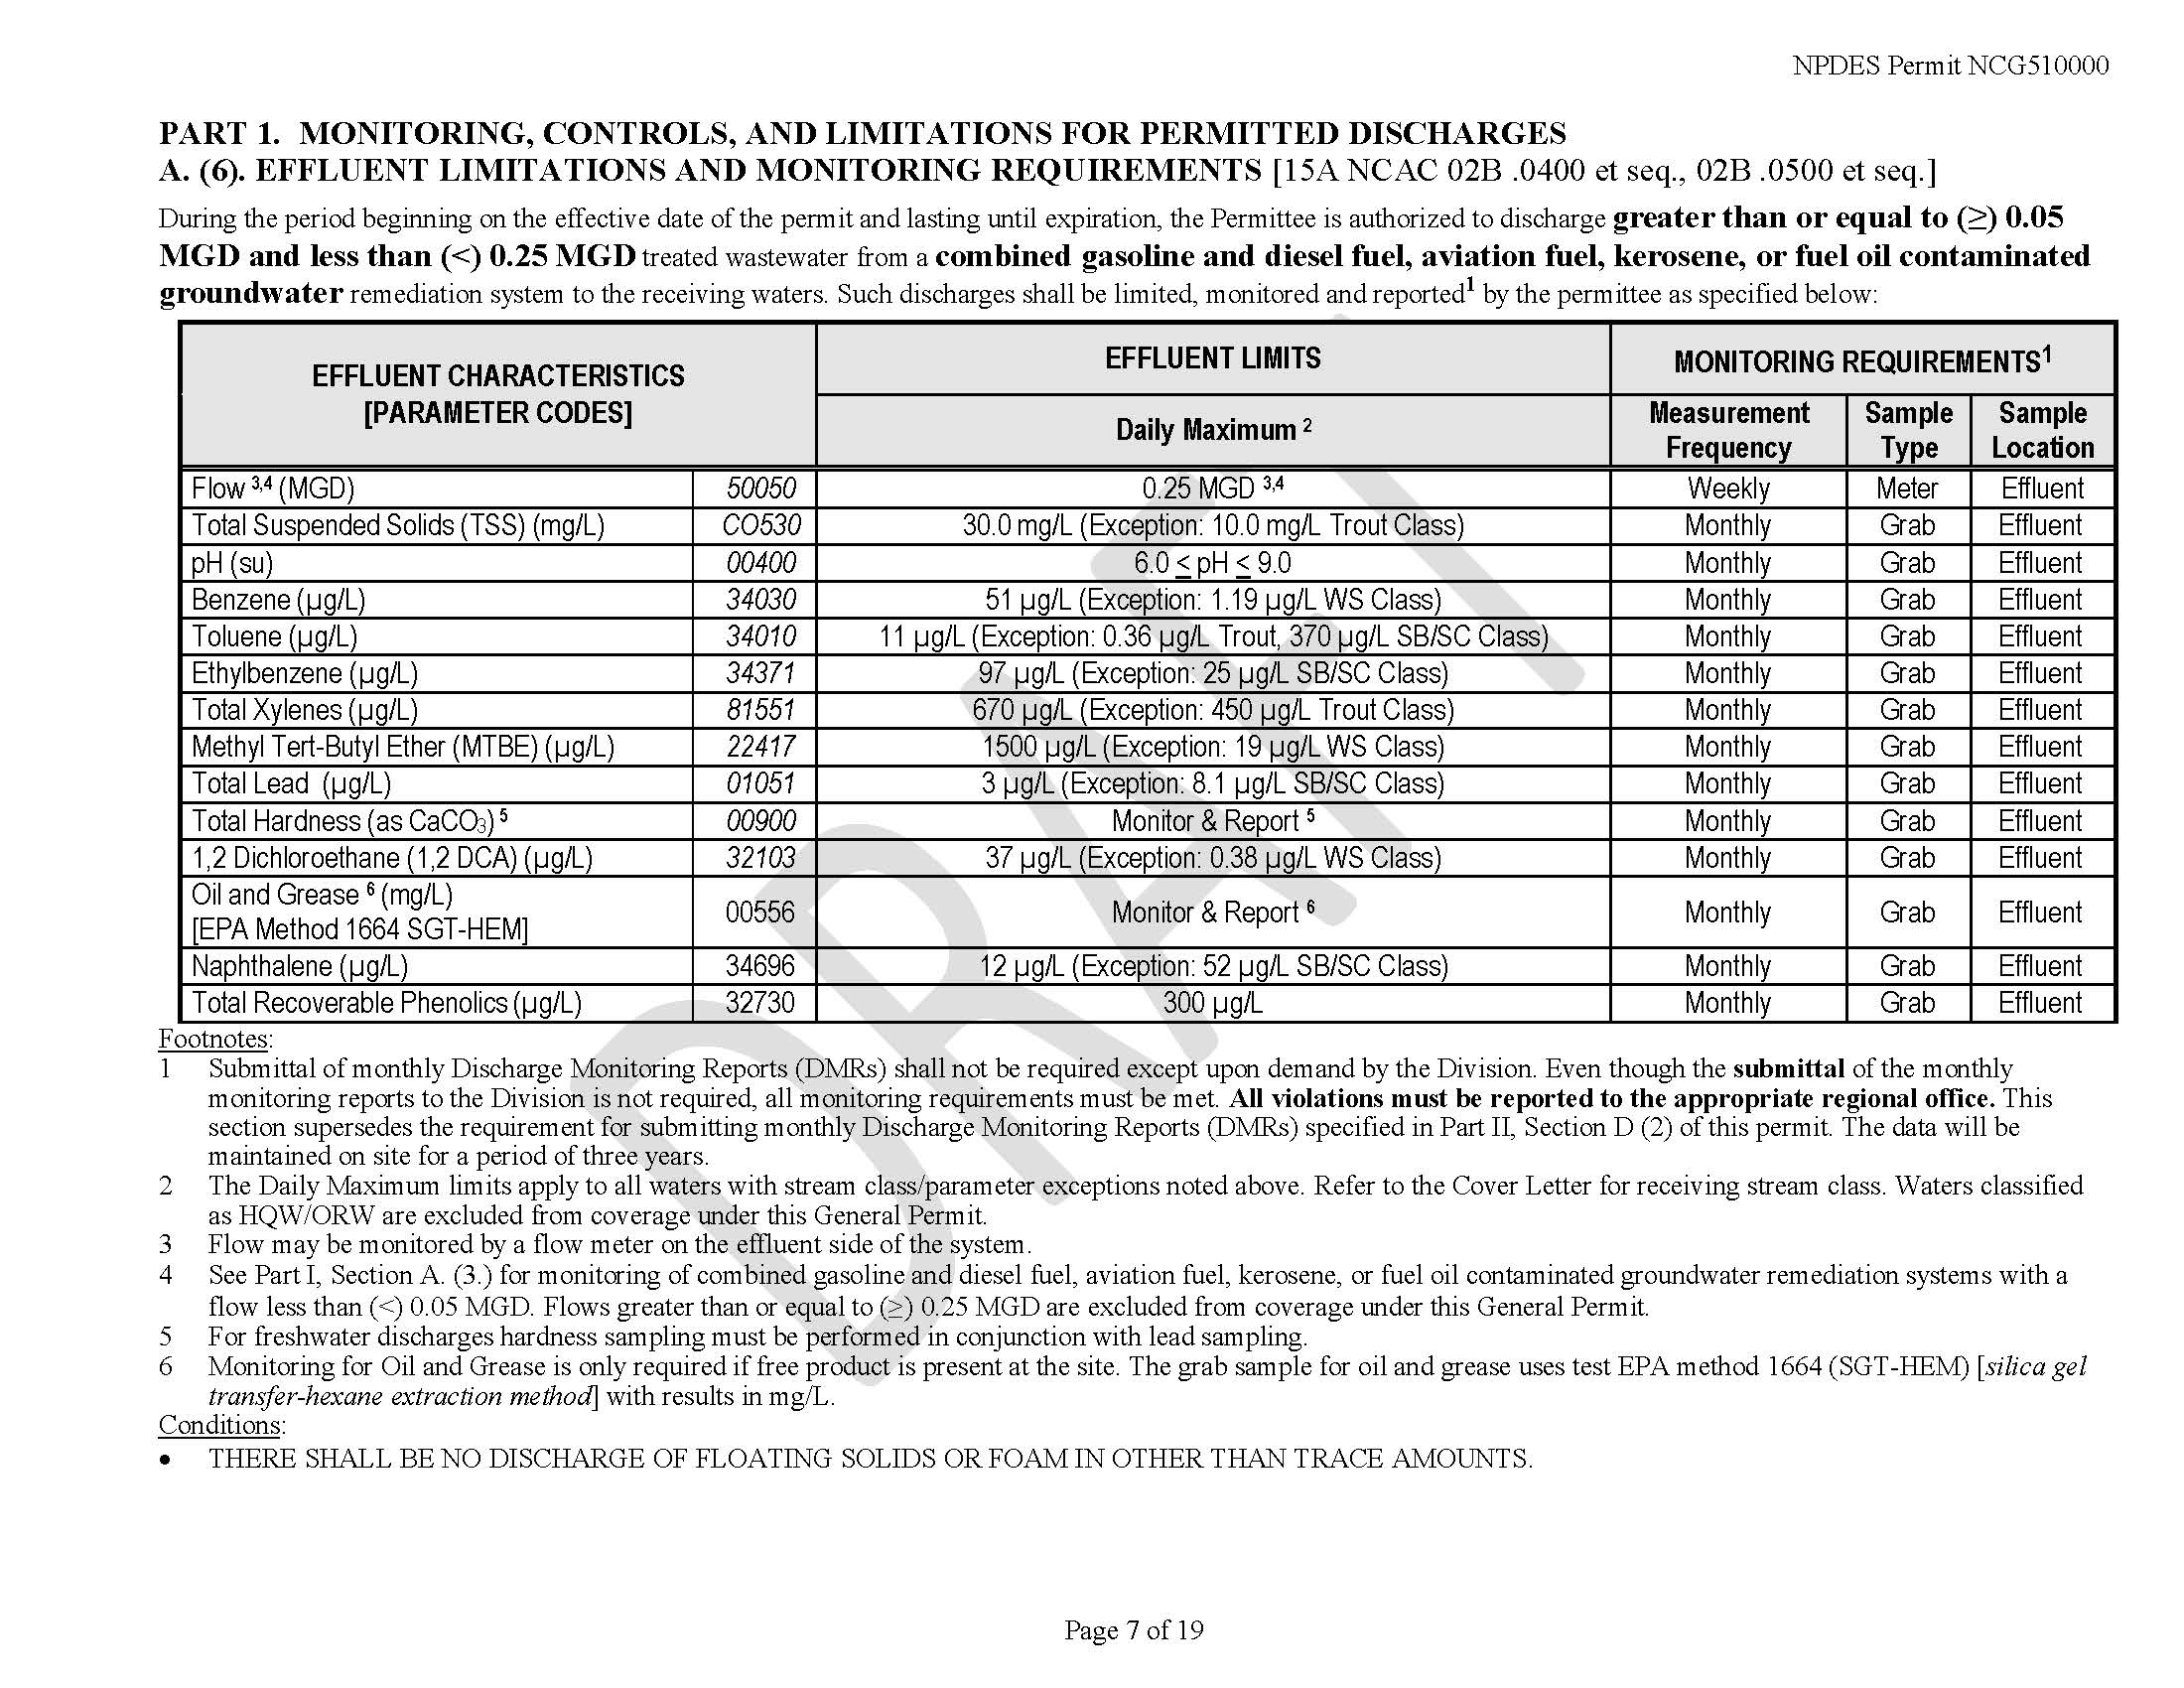 NPDES Permit NCG510000
PART 1. MONITORING, CONTROLS, AND LIMITATIONS FOR PERMITTED DISCHARGES
A. (6). EFFLUENT LIMITATIONS AND MONITORING REQUIREMENTS [15A NCAC 02B .0400 et seq., 02B .0500 et seq.]
During the period beginning on the effective date of the permit and lasting until expiration, the Permittee is authorized to discharge greater than or equal to (≥) 0.05
MGD and less than (<) 0.25 MGD treated wastewater from a combined gasoline and diesel fuel, aviation fuel, kerosene, or fuel oil contaminated
groundwater remediation system to the receiving waters. Such discharges shall be limited, monitored and reported1 by the permittee as specified below:
EFFLUENT CHARACTERISTICS
[PARAMETER CODES]
EFFLUENT LIMITS
MONITORING REQUIREMENTS1
Daily Maximum 2
Measurement
Frequency
Sample
Type
Sample
Location
Flow 3,4 (MGD) 50050 0.25 MGD 3,4 Weekly Meter Effluent
Total Suspended Solids (TSS) (mg/L) CO530 30.0 mg/L (Exception: 10.0 mg/L Trout Class) Monthly Grab Effluent
pH (su) 00400 6.0 ≤ pH ≤ 9.0 Monthly Grab Effluent
Benzene (µg/L) 34030 51 µg/L (Exception: 1.19 µg/L WS Class) Monthly Grab Effluent
Toluene (µg/L) 34010 11 µg/L (Exception: 0.36 µg/L Trout, 370 µg/L SB/SC Class) Monthly Grab Effluent
Ethylbenzene (µg/L) 34371 97 µg/L (Exception: 25 µg/L SB/SC Class) Monthly Grab Effluent
Total Xylenes (µg/L) 81551 670 µg/L (Exception: 450 µg/L Trout Class) Monthly Grab Effluent
Methyl Tert-Butyl Ether (MTBE) (µg/L) 22417 1500 µg/L (Exception: 19 µg/L WS Class) Monthly Grab Effluent
Total Lead (µg/L) 01051 3 µg/L (Exception: 8.1 µg/L SB/SC Class) Monthly Grab Effluent
Total Hardness (as CaCO3) 5 00900 Monitor & Report 5 Monthly Grab Effluent
1,2 Dichloroethane (1,2 DCA) (µg/L) 32103 37 µg/L (Exception: 0.38 µg/L WS Class) Monthly Grab Effluent
Oil and Grease 6 (mg/L)
[EPA Method 1664 SGT-HEM] 00556 Monitor & Report 6 Monthly Grab Effluent
Naphthalene (µg/L) 34696 12 µg/L (Exception: 52 µg/L SB/SC Class) Monthly Grab Effluent
Total Recoverable Phenolics (µg/L) 32730 300 µg/L Monthly Grab Effluent
DRAFT
Footnotes:
1 Submittal of monthly Discharge Monitoring Reports (DMRs) shall not be required except upon demand by the Division. Even though the submittal of the monthly
monitoring reports to the Division is not required, all monitoring requirements must be met. All violations must be reported to the appropriate regional office. This
section supersedes the requirement for submitting monthly Discharge Monitoring Reports (DMRs) specified in Part II, Section D (2) of this permit. The data will be
maintained on site for a period of three years.
2 The Daily Maximum limits apply to all waters with stream class/parameter exceptions noted above. Refer to the Cover Letter for receiving stream class. Waters classified
as HQW/ORW are excluded from coverage under this General Permit.
3 Flow may be monitored by a flow meter on the effluent side of the system.
4 See Part I, Section A. (3.) for monitoring of combined gasoline and diesel fuel, aviation fuel, kerosene, or fuel oil contaminated groundwater remediation systems with a
flow less than (<) 0.05 MGD. Flows greater than or equal to (≥) 0.25 MGD are excluded from coverage under this General Permit.
5 For freshwater discharges hardness sampling must be performed in conjunction with lead sampling.
6 Monitoring for Oil and Grease is only required if free product is present at the site. The grab sample for oil and grease uses test EPA method 1664 (SGT-HEM) [silica gel
transfer-hexane extraction method] with results in mg/L.
Conditions:
• THERE SHALL BE NO DISCHARGE OF FLOATING SOLIDS OR FOAM IN OTHER THAN TRACE AMOUNTS.
Page 7 of 19